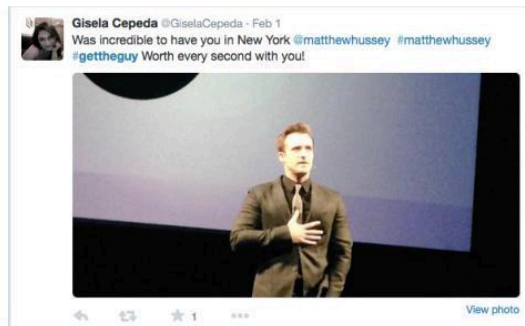 Gisela Cepeda @GiselaCepeda · Feb 1
Was incredible to have you in New York @matthewhussey #matthewhussey
#gettheguy Worth every second with you!
1
View photo